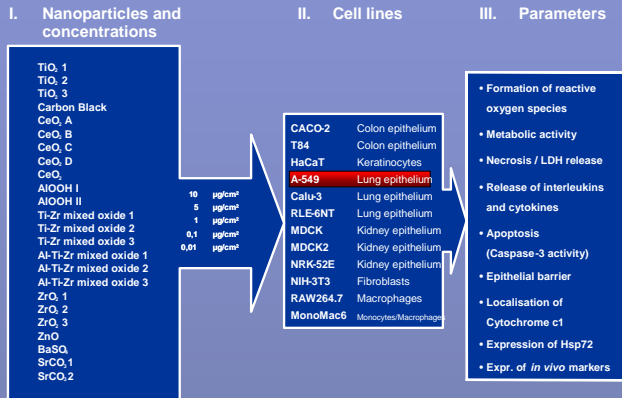 I. Nanoparticles and
concentrations
TiO₂ 1
TiO₂ 2
TiO₂ 3
Carbon Black
CeO₂ A
CeO₂ B
CeO₂ C
CeO₂ D
CeO₂
AlOOH I
AlOOH II
Ti-Zr mixed oxide 1
Ti-Zr mixed oxide 2
Ti-Zr mixed oxide 3
Al-Ti-Zr mixed oxide 1
Al-Ti-Zr mixed oxide 2
Al-Ti-Zr mixed oxide 3
ZrO₂ 1
ZrO₂ 2
ZrO₂ 3
ZnO
BaSO₄
SrCO₃1
SrCO₃2
10 µg/cm²
5 µg/cm²
1 µg/cm²
0,1 µg/cm²
0,01 µg/cm²
II. Cell lines
CACO-2 Colon epithelium
T84 Colon epithelium
HaCaT Keratinocytes
A-549 Lung epithelium
Calu-3 Lung epithelium
RLE-6NT Lung epithelium
MDCK Kidney epithelium
MDCK2 Kidney epithelium
NRK-52E Kidney epithelium
NIH-3T3 Fibroblasts
RAW264.7 Macrophages
MonoMac6 Monocytes/Macrophages
III. Parameters
• Formation of reactive
oxygen species
• Metabolic activity
• Necrosis / LDH release
• Release of interleukins
and cytokines
• Apoptosis
(Caspase-3 activity)
• Epithelial barrier
• Localisation of
Cytochrome c1
• Expression of Hsp72
• Expr. of in vivo markers